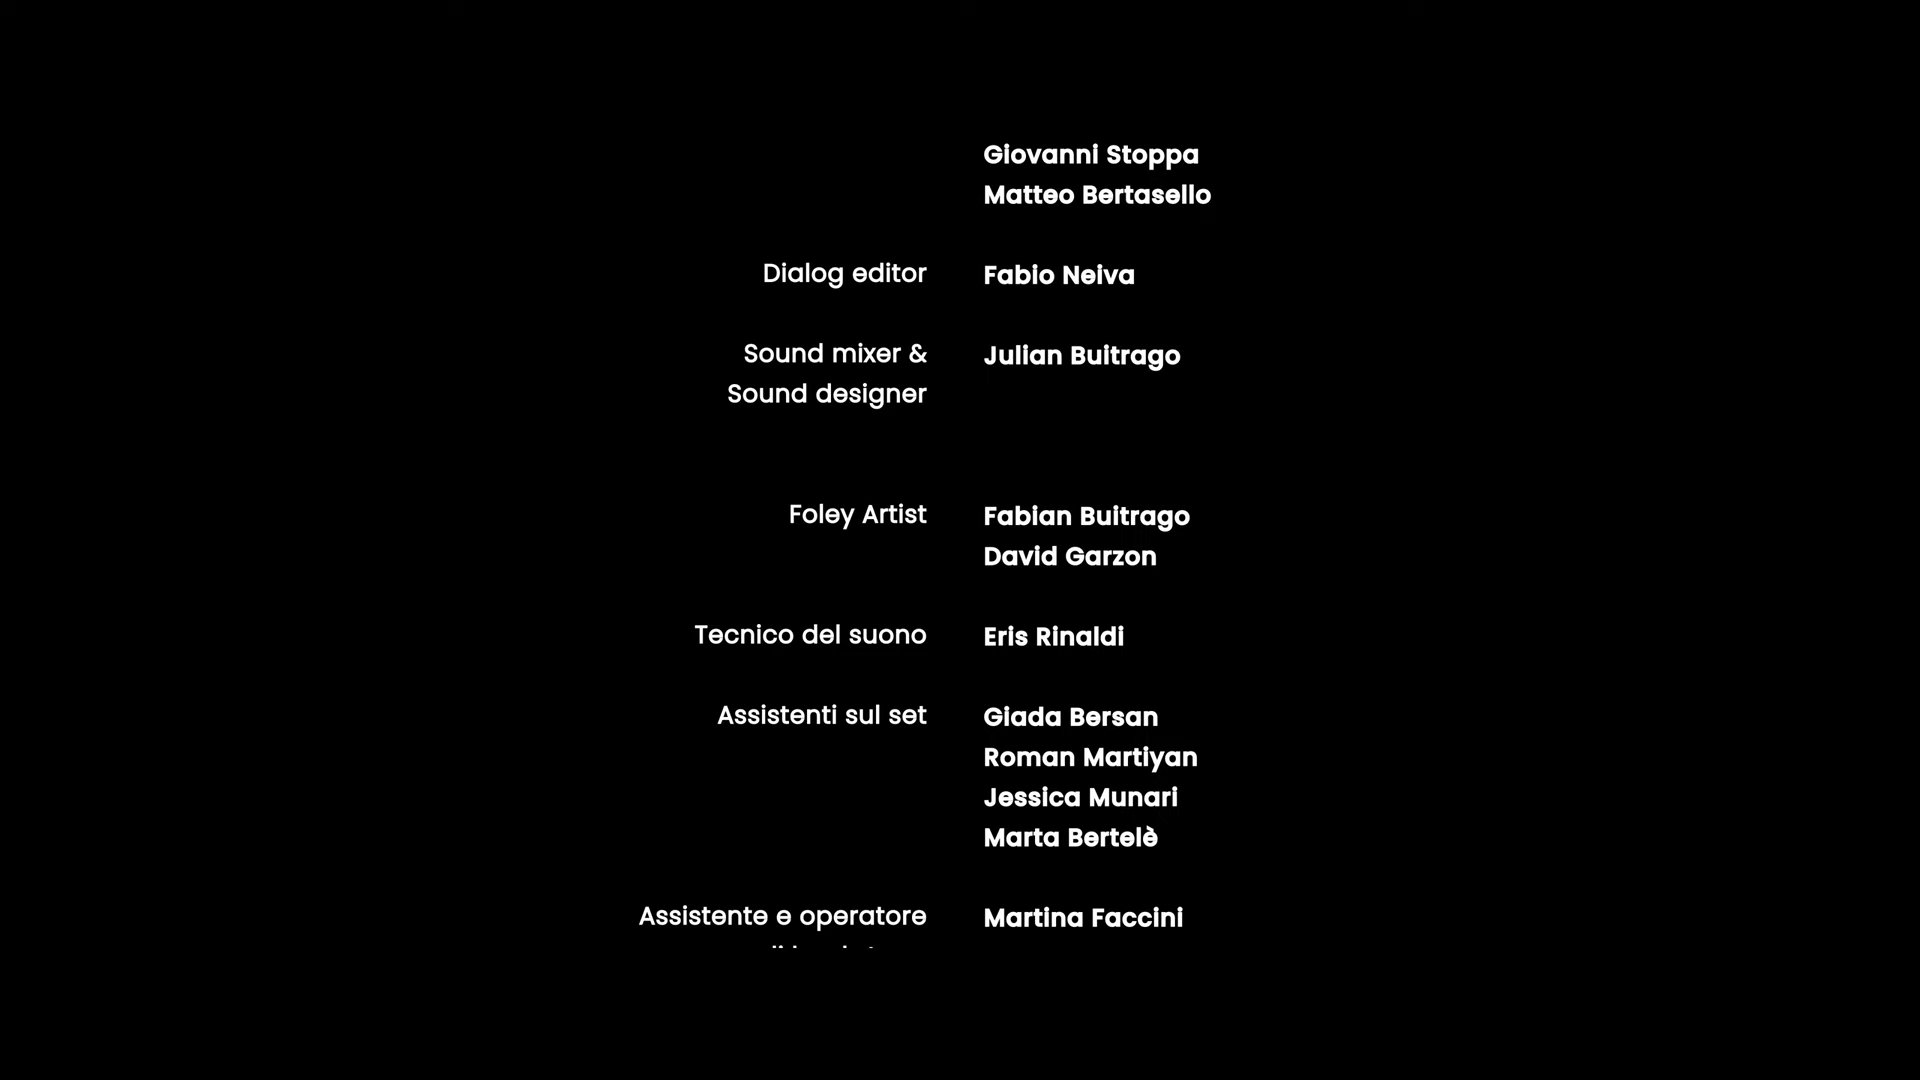 Giovanni Stoppa
Matteo Bertasello
Dialog editor Fabio Neiva
Sound mixer & Julian Buitrago
Sound designer
Foley Artist Fabian Buitrago
David Garzon
Tecnico del suono Eris Rinaldi
Assistenti sul set Giada Bersan
Roman Martiyan
Jessica Munari
Marta Bertelè
Assistente e operatore Martina Faccini